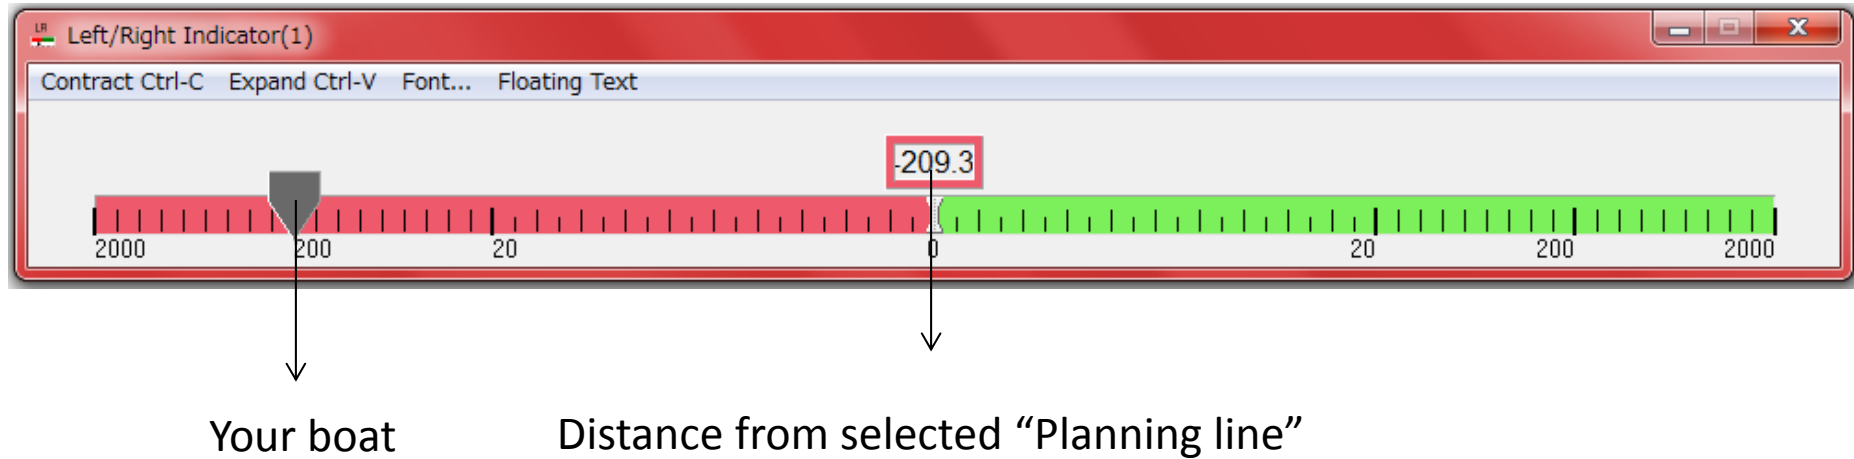 LR
Left/Right Indicator(1)
Contract Ctrl-C Expand Ctrl-V Font... Floating Text
-209.3
2000 200 20 0 20 200 2000
Your boat Distance from selected “Planning line”